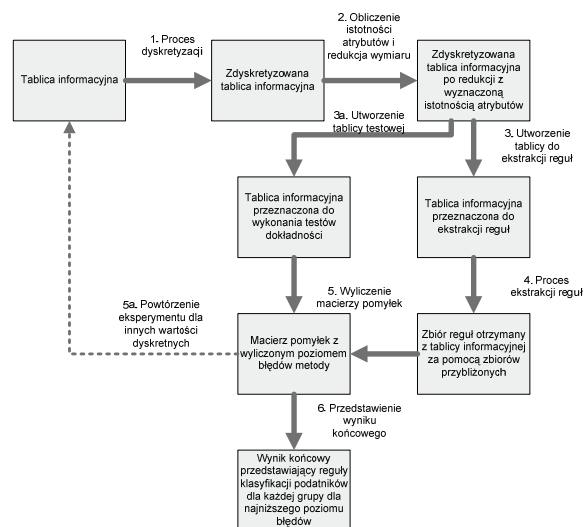 1. Proces
dyskretyzacji
2. Obliczenie
istotności
atrybutów i
redukcja wymiaru
Tablica informacyjna
Zdyskretyzowana
tablica informacyjna
Zdyskretyzowana
tablica informacyjna
po redukcji z
wyznaczoną
istotnością atrybutów
3a. Utworzenie
tablicy testowej
3. Utworzenie
tablicy do
ekstrakcji reguł
Tablica informacyjna
przeznaczona do
wykonania testów
dokładności
Tablica informacyjna
przeznaczona do
ekstrakcji reguł
4. Proces
ekstrakcji reguł
5. Wyliczenie
macierzy pomyłek
5a. Powtórzenie
eksperymentu dla
innych wartości
dyskretnych
Macierz pomyłek z
wyliczonym poziomem
błędów metody
Zbiór reguł otrzymany
z tablicy informacyjnej
za pomocą zbiorów
przybliżonych
6. Przedstawienie
wyniku
końcowego
Wynik końcowy
przedstawiający reguły
klasyfikacji podatników
dla każdej grupy dla
najniższego poziomu
błędów